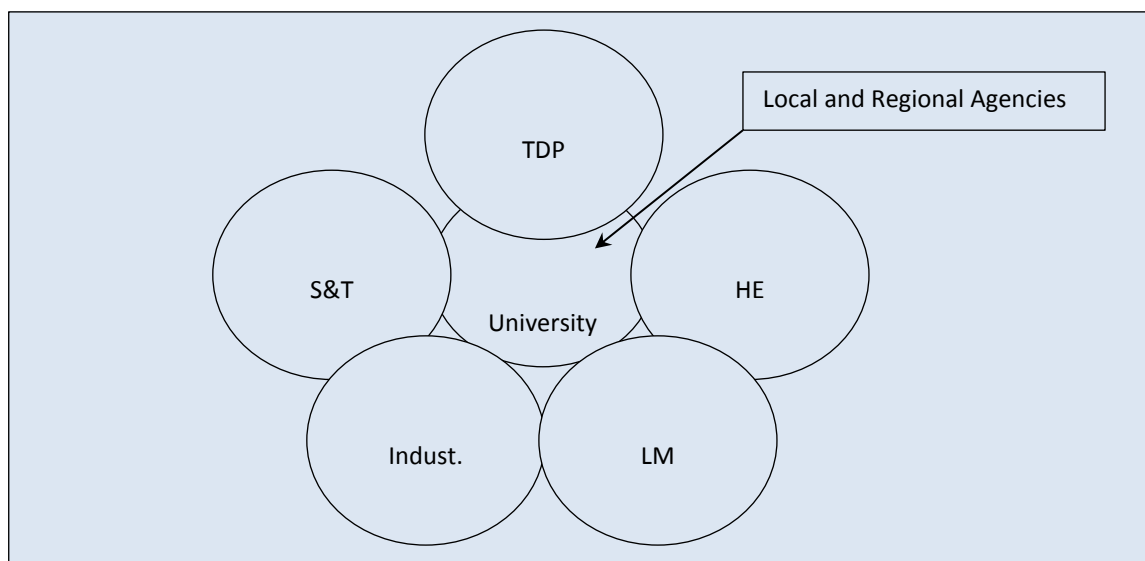 Local and Regional Agencies
TDP
S&T
HE
University
Indust.
LM